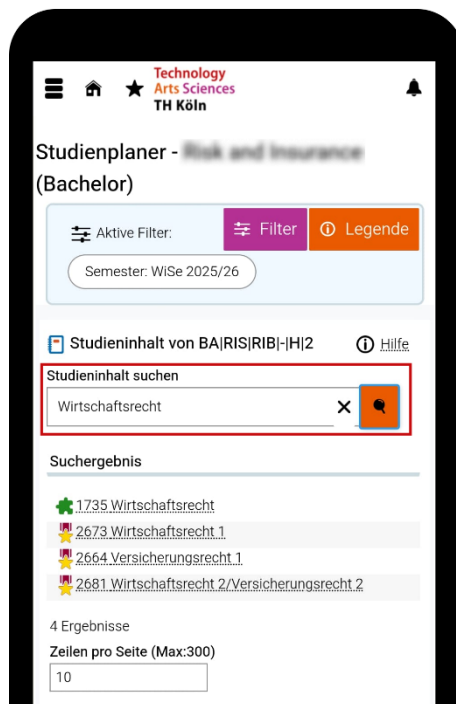 Technology
Arts Sciences
TH Köln
Studienplaner -
(Bachelor)
Aktive Filter:
Filter
Legende
Semester: WiSe 2025/26
Studieninhalt von BA|RIS|RIB|-|H|2
Hilfe
Studieninhalt suchen
Wirtschaftsrecht
Suchergebnis
1735 Wirtschaftsrecht
2673 Wirtschaftsrecht 1
2664 Versicherungsrecht 1
2681 Wirtschaftsrecht 2/Versicherungsrecht 2
4 Ergebnisse
Zeilen pro Seite (Max:300)
10